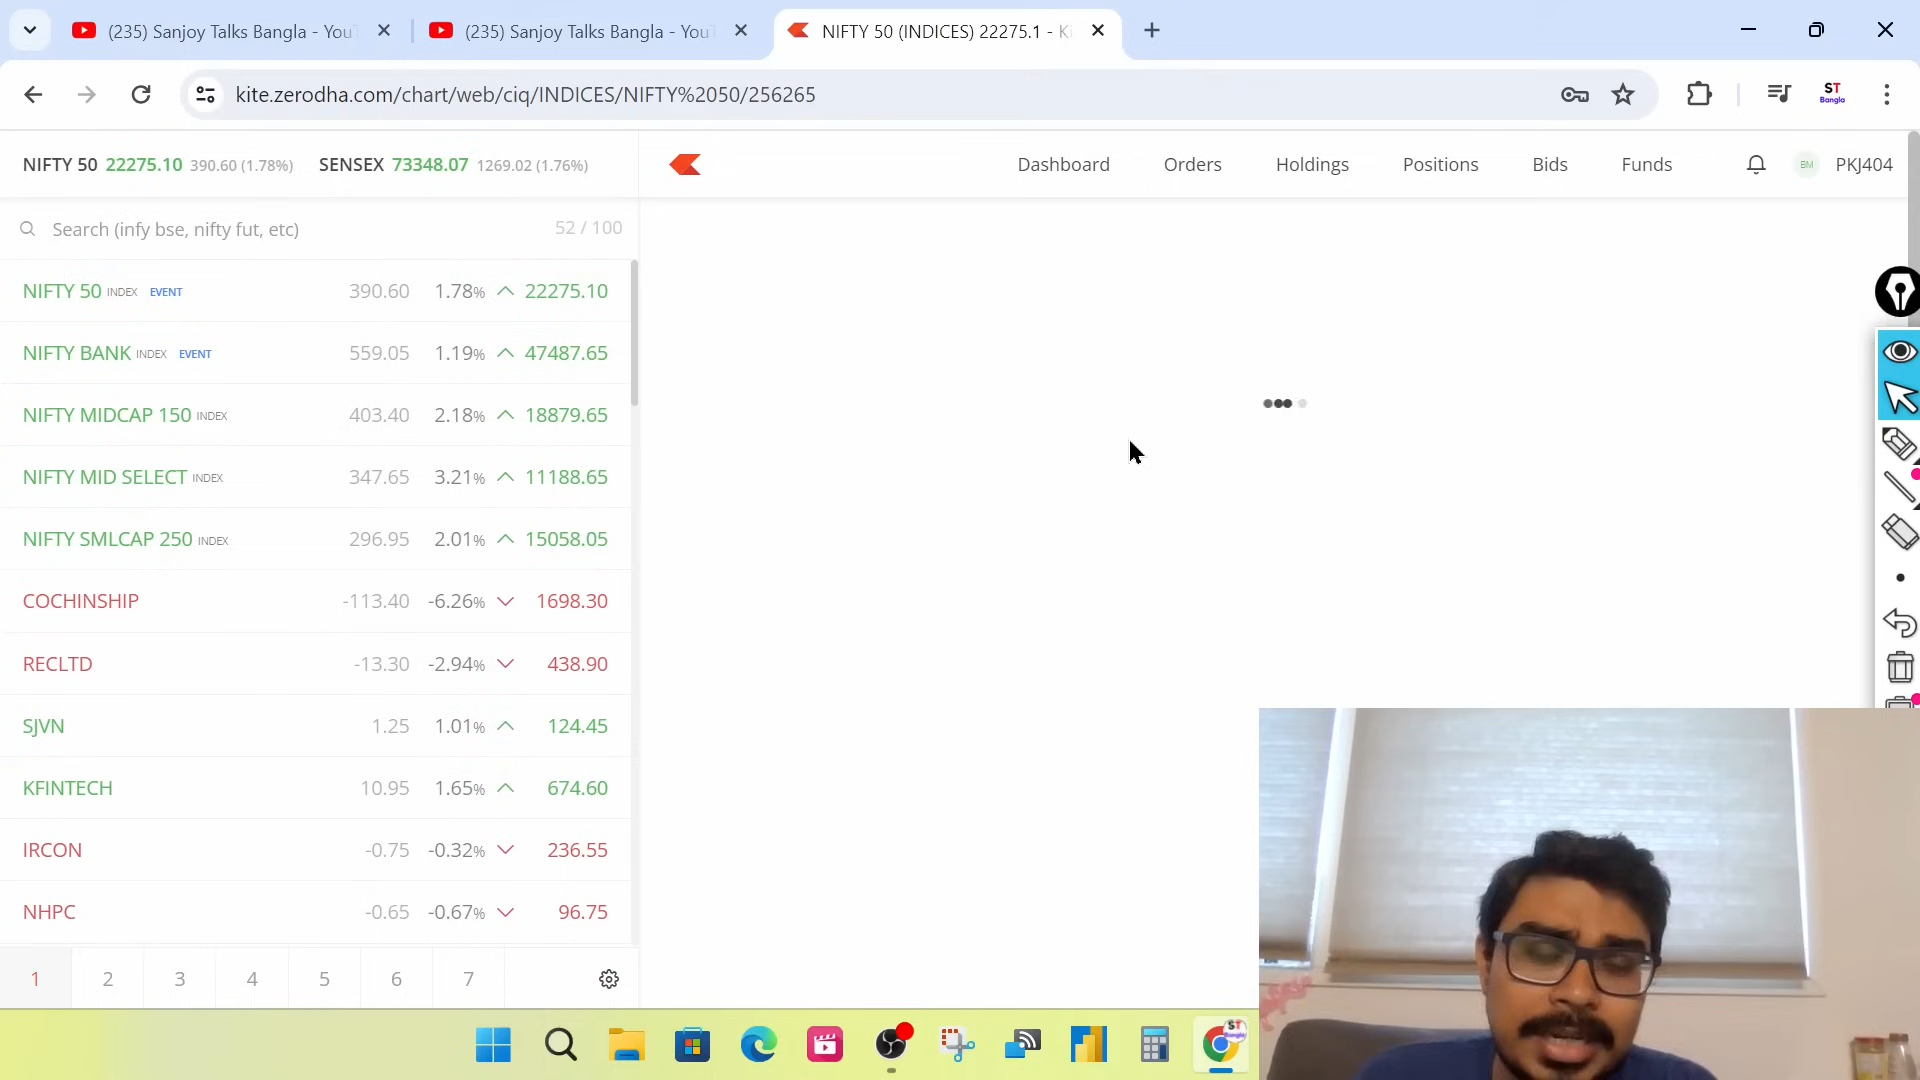 (235) Sanjoy Talks Bangla - You
(235) Sanjoy Talks Bangla - You
NIFTY 50 (INDICES) 22275.1 - Ki
kite.zerodha.com/chart/web/ciq/INDICES/NIFTY%2050/256265
ST
Bangla
NIFTY 50 22275.10 390.60 (1.78%) SENSEX 73348.07 1269.02 (1.76%)
Dashboard Orders Holdings Positions Bids Funds BM PKJ404
Search (infy bse, nifty fut, etc) 52 / 100
NIFTY 50 INDEX EVENT 390.60 1.78% 22275.10
NIFTY BANK INDEX EVENT 559.05 1.19% 47487.65
NIFTY MIDCAP 150 INDEX 403.40 2.18% 18879.65
NIFTY MID SELECT INDEX 347.65 3.21% 11188.65
NIFTY SMLCAP 250 INDEX 296.95 2.01% 15058.05
COCHINSHIP -113.40 -6.26% 1698.30
RECLTD -13.30 -2.94% 438.90
SJVN 1.25 1.01% 124.45
KFINTECH 10.95 1.65% 674.60
IRCON -0.75 -0.32% 236.55
NHPC -0.65 -0.67% 96.75
1 2 3 4 5 6 7
ST
Bangla